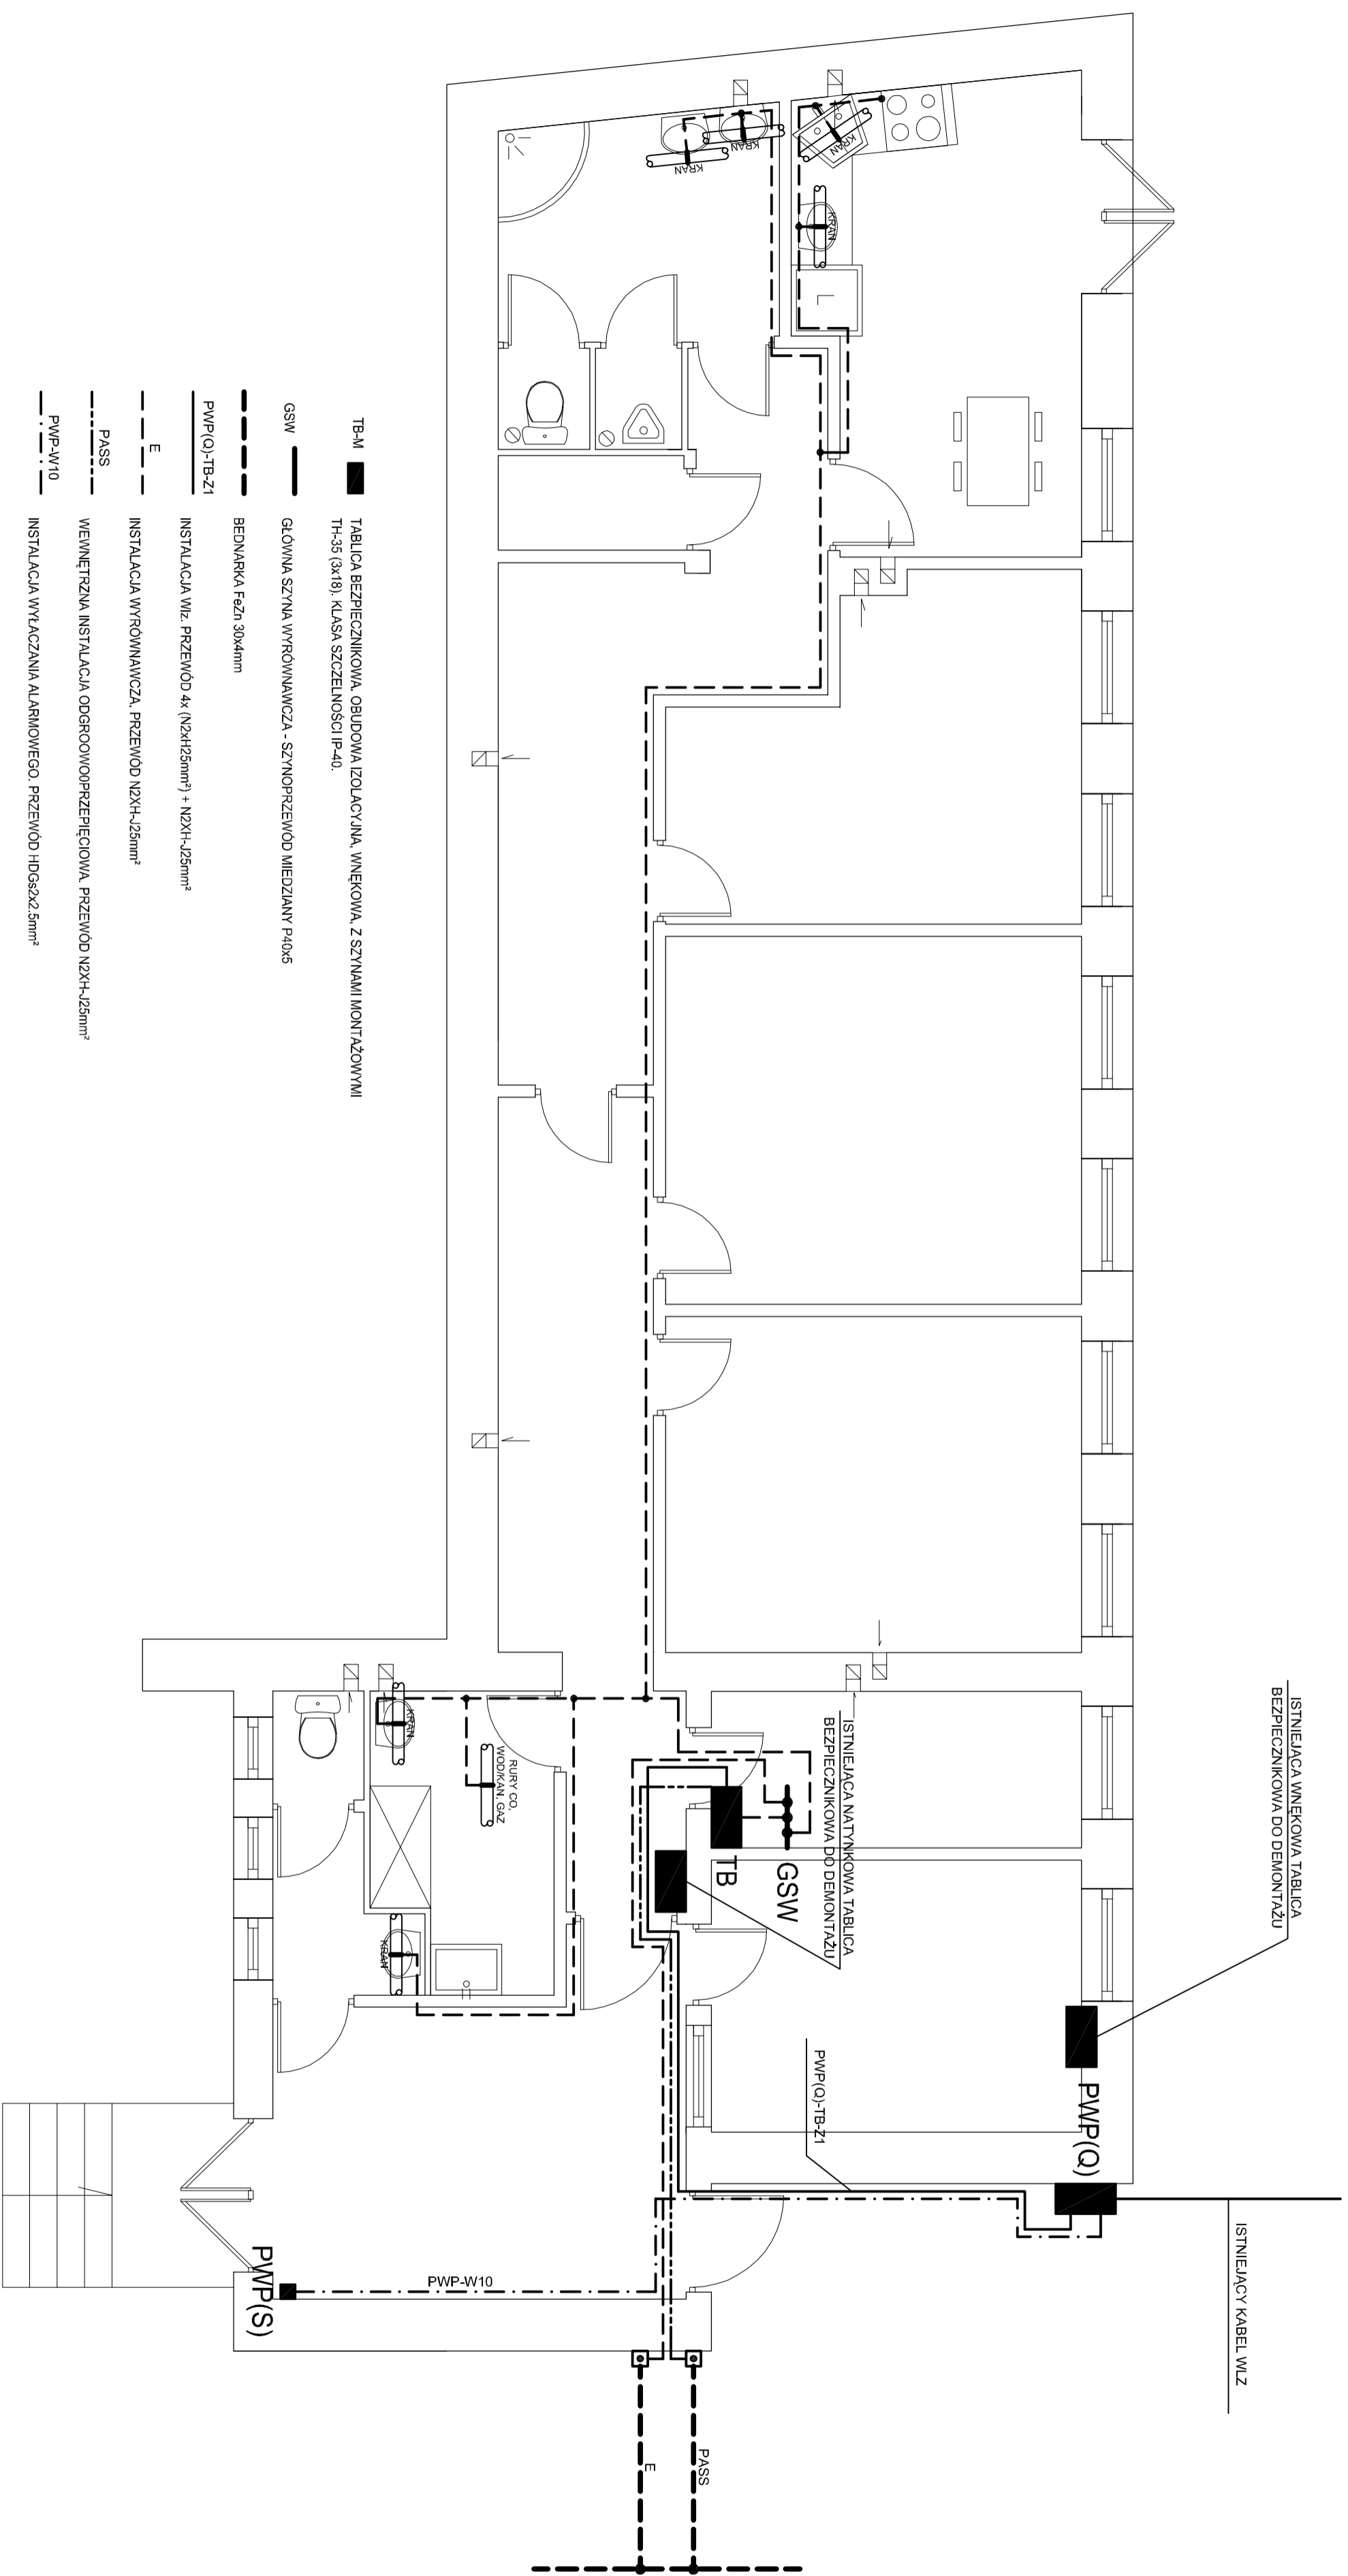 ISTNIEJĄCA WNĘKOWA TABLICA
BEZPIECZNIKOWA DO DEMONTAŻU
ISTNIEJĄCY KABEL WLZ
PWP(Q)
PWP(Q)-TB-Z1
ISTNIEJĄCA NATYNKOWA TABLICA
BEZPIECZNIKOWA DO DEMONTAŻU
GSW
TB
KRAN
KRAN
KRAN
KRAN
L
RURY CO,
WOD/KAN, GAZ
KRAN
KRAN
PASS
E
PWP-W10
PWP(S)
TB-M
TABLICA BEZPIECZNIKOWA. OBUDOWA IZOLACYJNA, WNĘKOWA, Z SZYNAMI MONTAŻOWYMI
TH-35 (3x18). KLASA SZCZELNOŚCI IP-40.
GSW
GŁÓWNA SZYNA WYRÓWNAWCZA - SZYNOPRZEWÓD MIEDZIANY P40x5
BEDNARKA FeZn 30x4mm
PWP(Q)-TB-Z1
INSTALACJA Wlz. PRZEWÓD 4x (N2xH25mm²) + N2XH-J25mm²
E
INSTALACJA WYRÓWNAWCZA. PRZEWÓD N2XH-J25mm²
PASS
WEWNĘTRZNA INSTALACJA ODGROOWO0PRZEPIĘCIOWA. PRZEWÓD N2XH-J25mm²
PWP-W10
INSTALACJA WYŁACZANIA ALARMOWEGO. PRZEWÓD HDGs2x2.5mm²